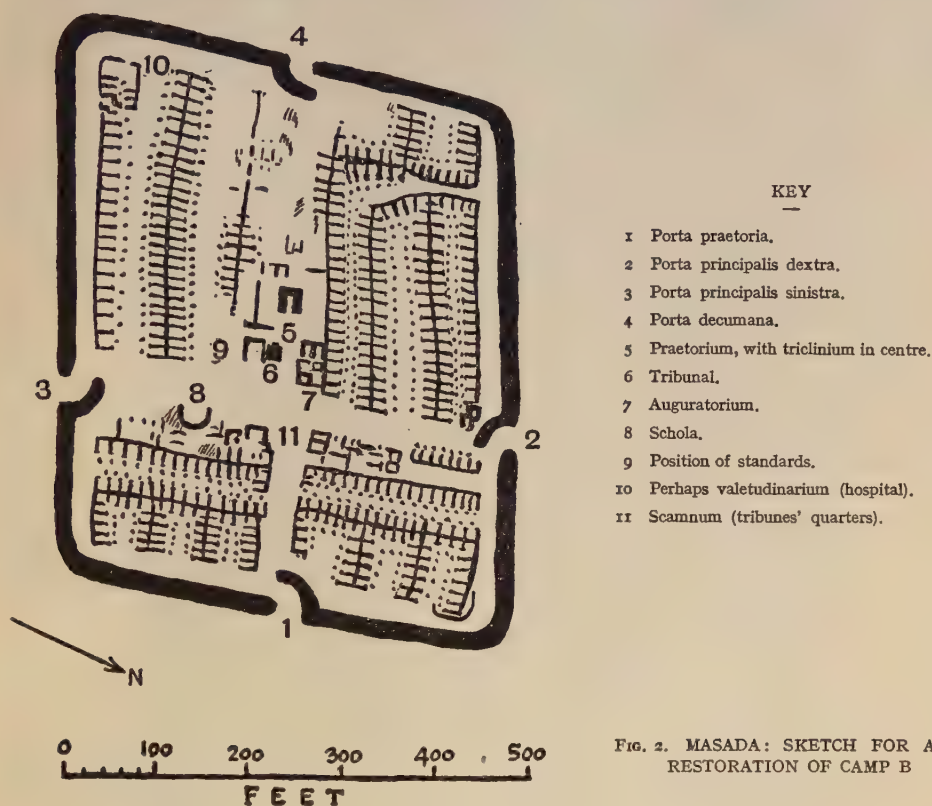 4
10
5
9
6
7
3
8
11
2
1
N
0 100 200 300 400 500
FEET
KEY
1 Porta praetoria.
2 Porta principalis dextra.
3 Porta principalis sinistra.
4 Porta decumana.
5 Praetorium, with triclinium in centre.
6 Tribunal.
7 Auguratorium.
8 Schola.
9 Position of standards.
10 Perhaps valetudinarium (hospital).
11 Scamnum (tribunes' quarters).
FIG. 2. MASADA: SKETCH FOR A
RESTORATION OF CAMP B